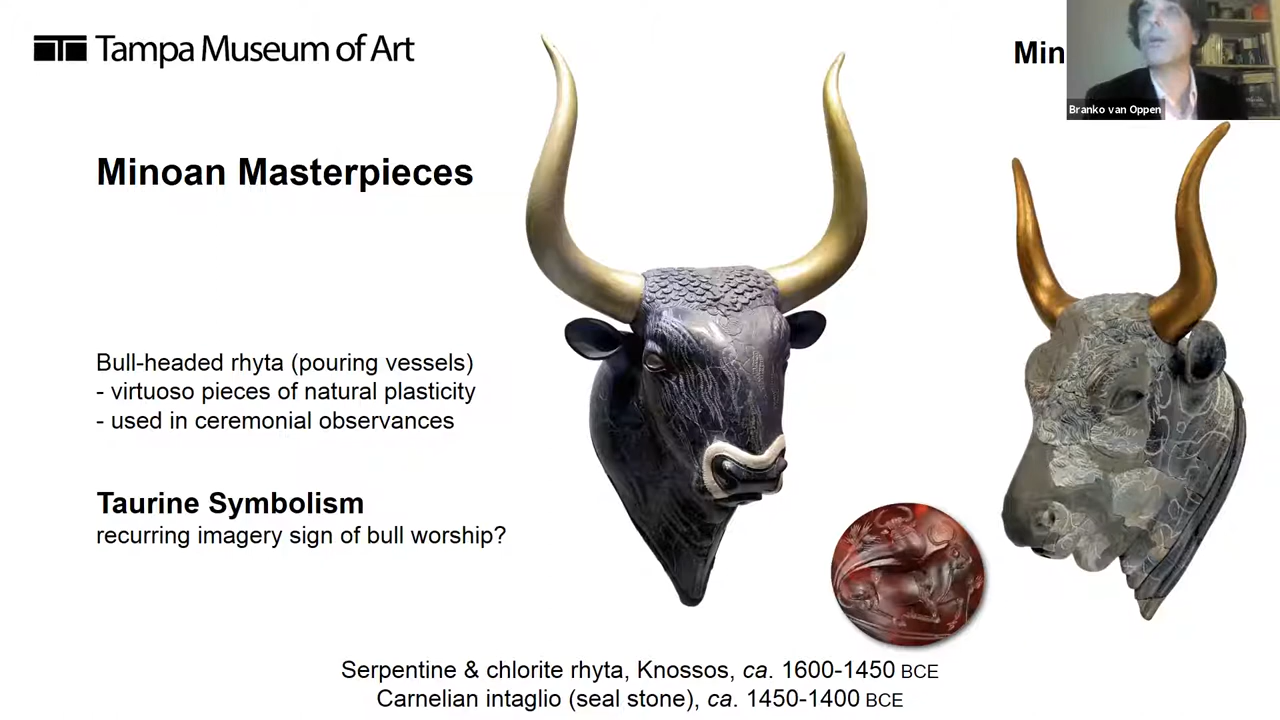 Tampa Museum of Art
Min
Branko van Oppen
Minoan Masterpieces
Bull-headed rhyta (pouring vessels)
- virtuoso pieces of natural plasticity
- used in ceremonial observances
Taurine Symbolism
recurring imagery sign of bull worship?
Serpentine & chlorite rhyta, Knossos, ca. 1600-1450 BCE
Carnelian intaglio (seal stone), ca. 1450-1400 BCE